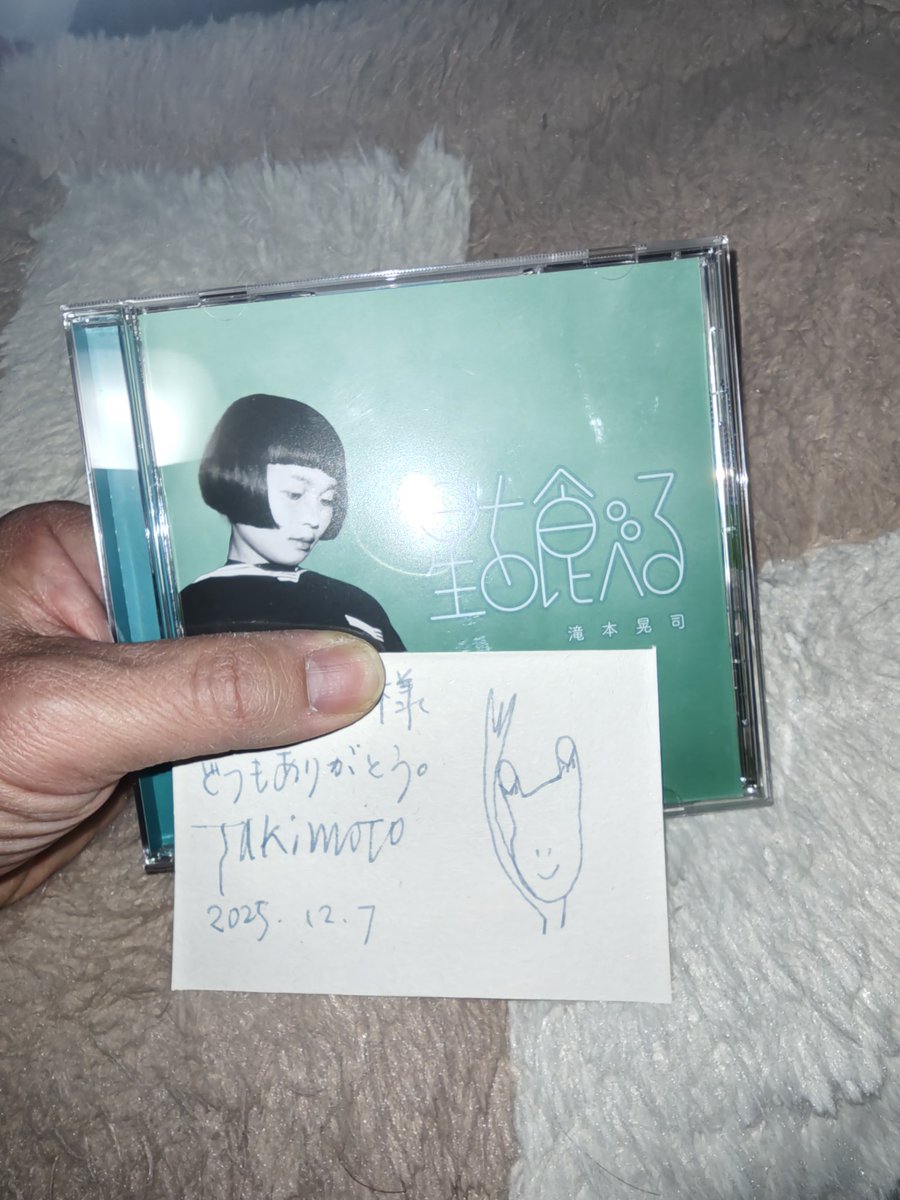 星を食べる
滝本晃司
様
どうもありがとう。
Takimoto
2025.12.7